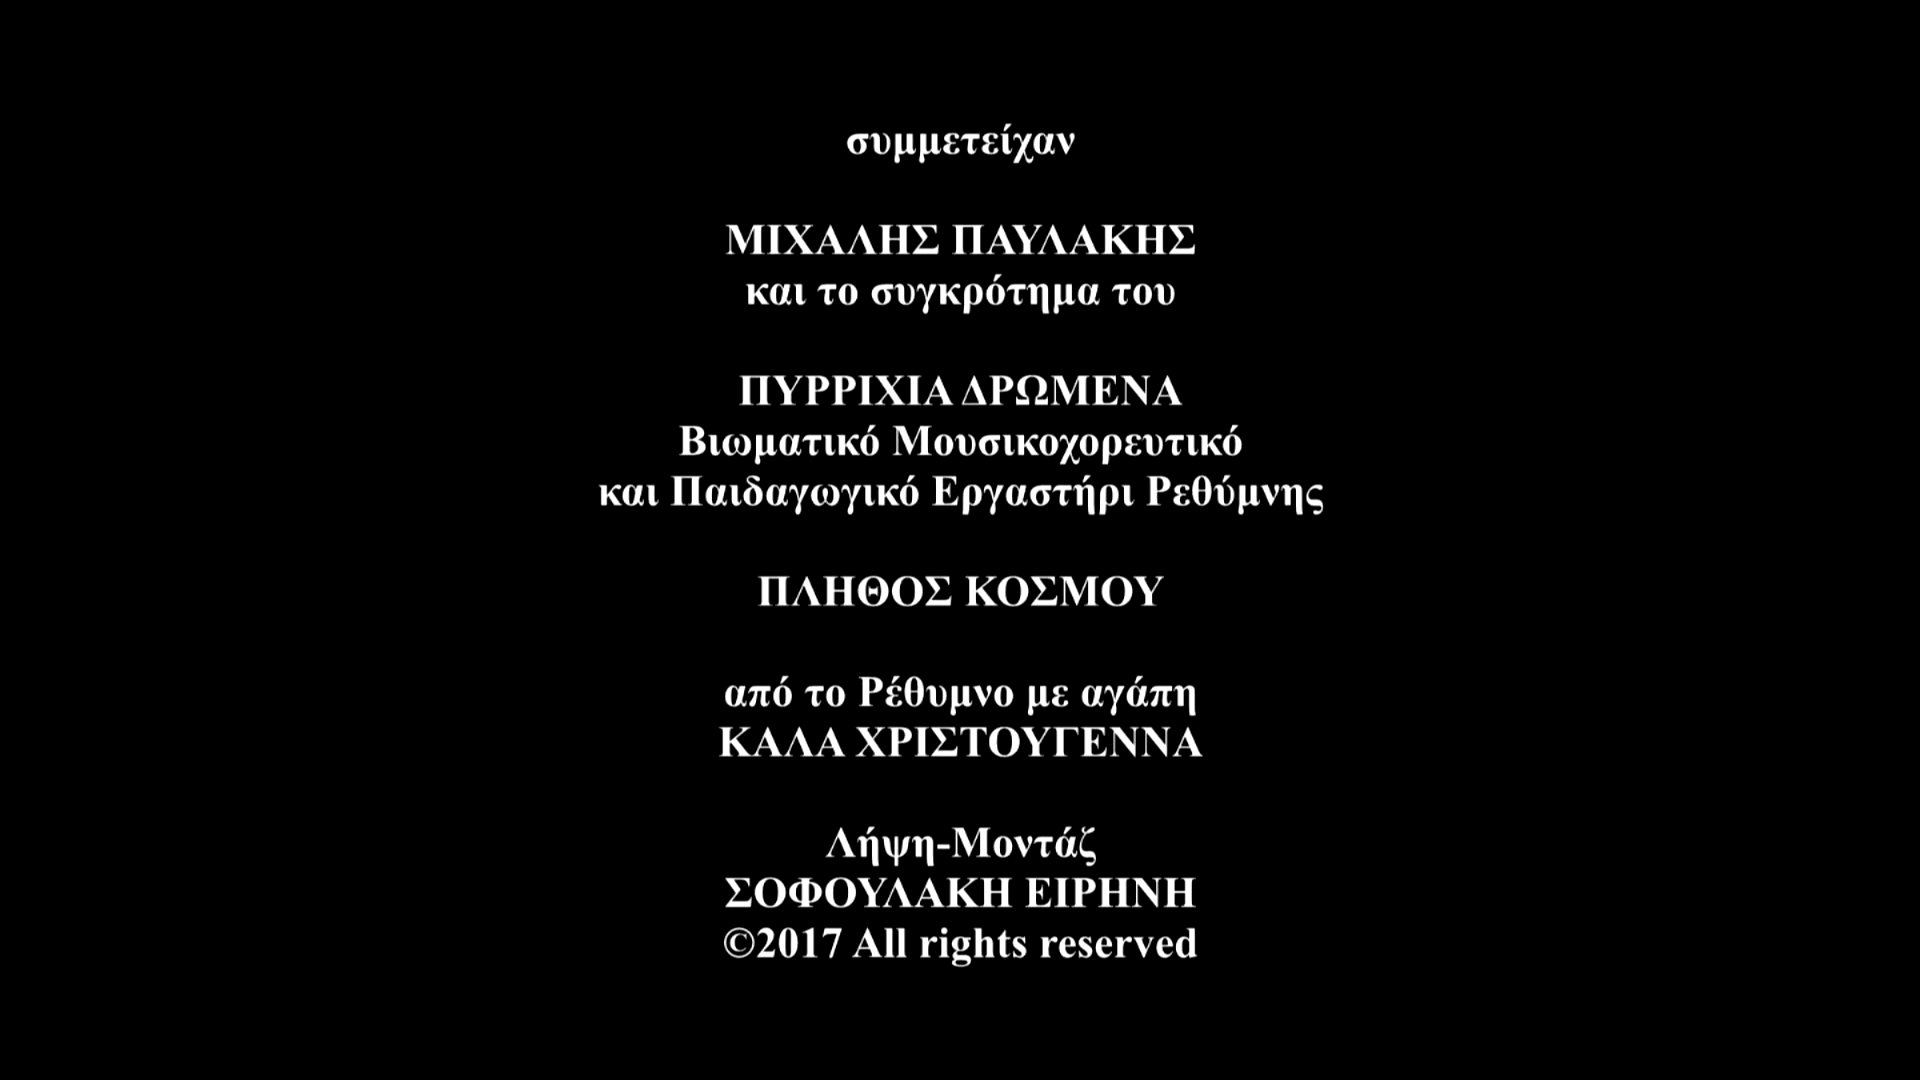 συμμετείχαν
ΜΙΧΑΛΗΣ ΠΑΥΛΑΚΗΣ
και το συγκρότημα του
ΠΥΡΡΙΧΙΑ ΔΡΩΜΕΝΑ
Βιωματικό Μουσικοχορευτικό
και Παιδαγωγικό Εργαστήρι Ρεθύμνης
ΠΛΗΘΟΣ ΚΟΣΜΟΥ
από το Ρέθυμνο με αγάπη
ΚΑΛΑ ΧΡΙΣΤΟΥΓΕΝΝΑ
Λήψη-Μοντάζ
ΣΟΦΟΥΛΑΚΗ ΕΙΡΗΝΗ
©2017 All rights reserved